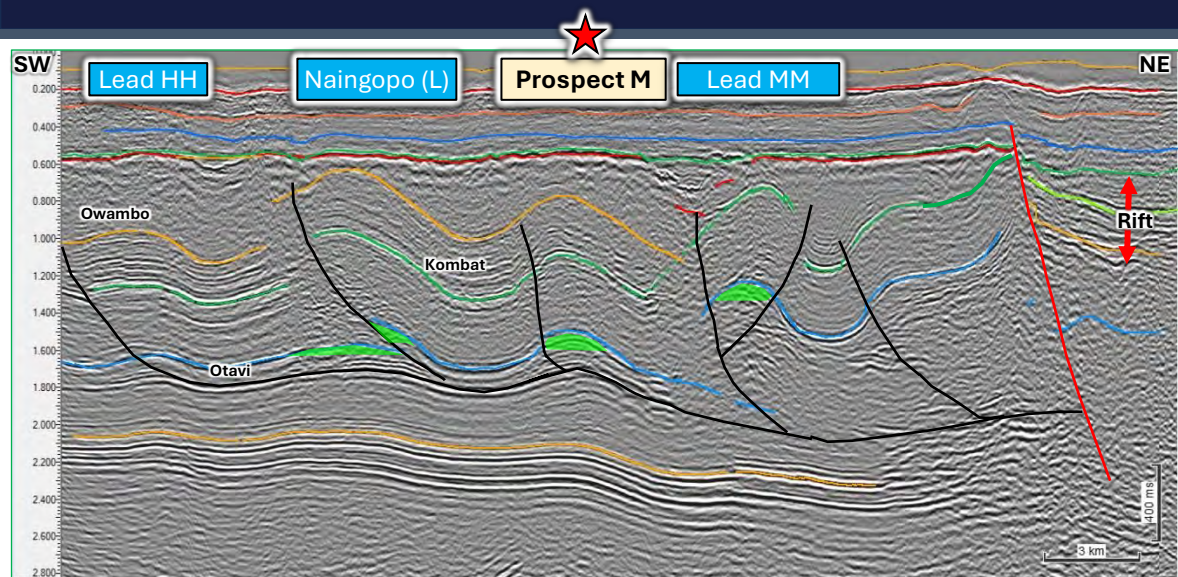 SW
Lead HH
Naingopo (L)
Prospect M
Lead MM
NE
0.200
0.400
0.600
0.800
1.000
1.200
1.400
1.600
1.800
2.000
2.200
2.400
2.600
2.800
Owambo
Kombat
Otavi
Rift
400 ms
3 km